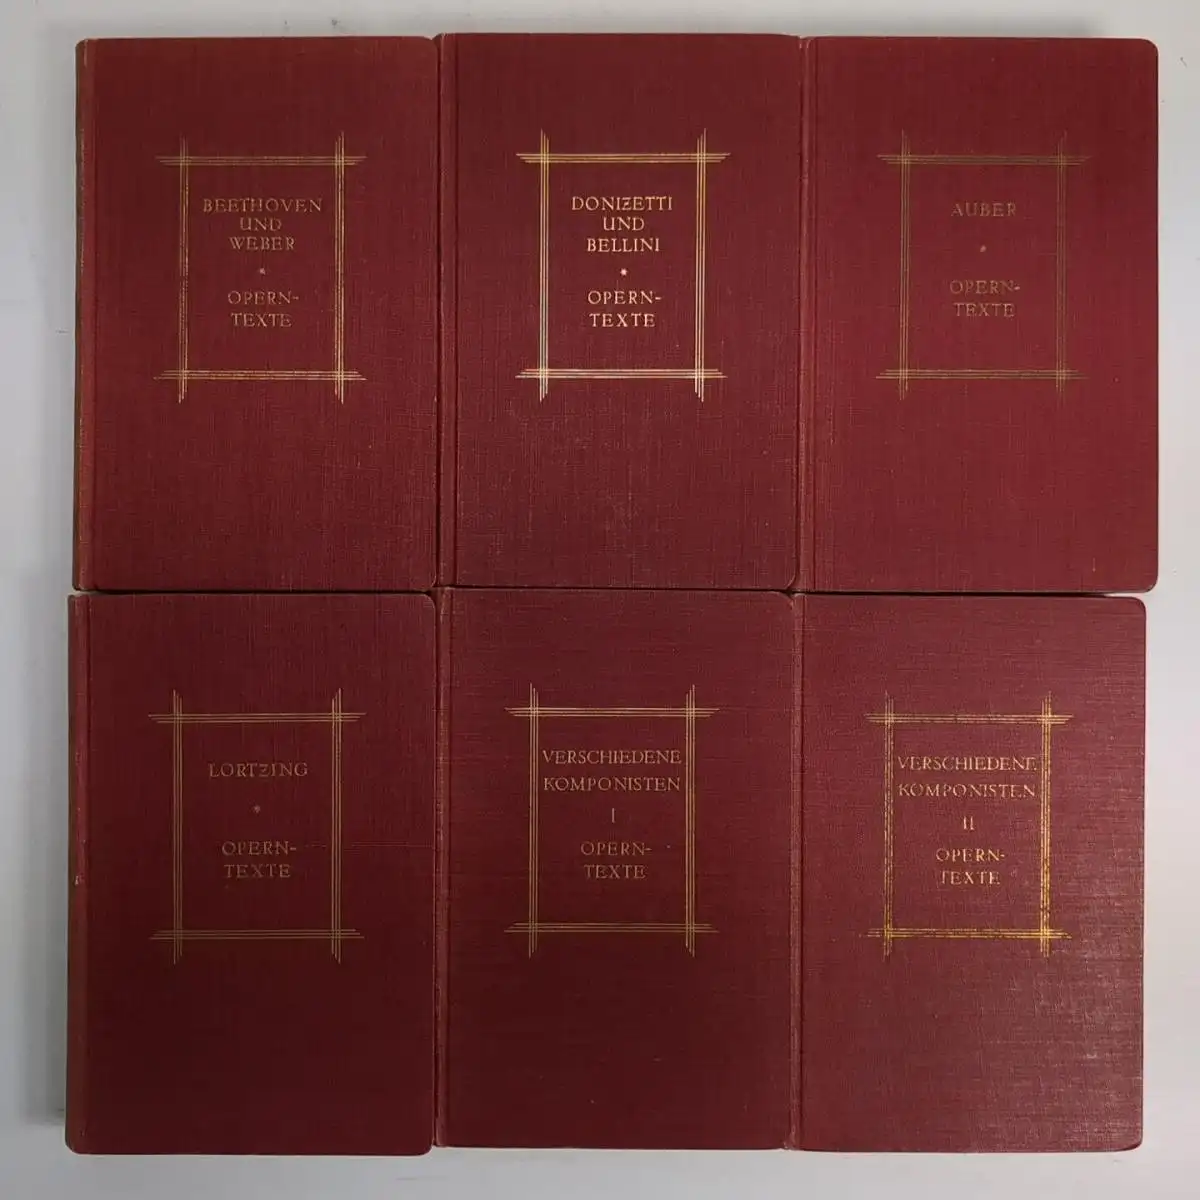 BEETHOVEN
UND
WEBER
*
OPERN-
TEXTE
DONIZETTI
UND
BELLINI
*
OPERN-
TEXTE
AUBER
*
OPERN-
TEXTE
LORTZING
*
OPERN-
TEXTE
VERSCHIEDENE
KOMPONISTEN
I
OPERN-
TEXTE
VERSCHIEDENE
KOMPONISTEN
II
OPERN-
TEXTE